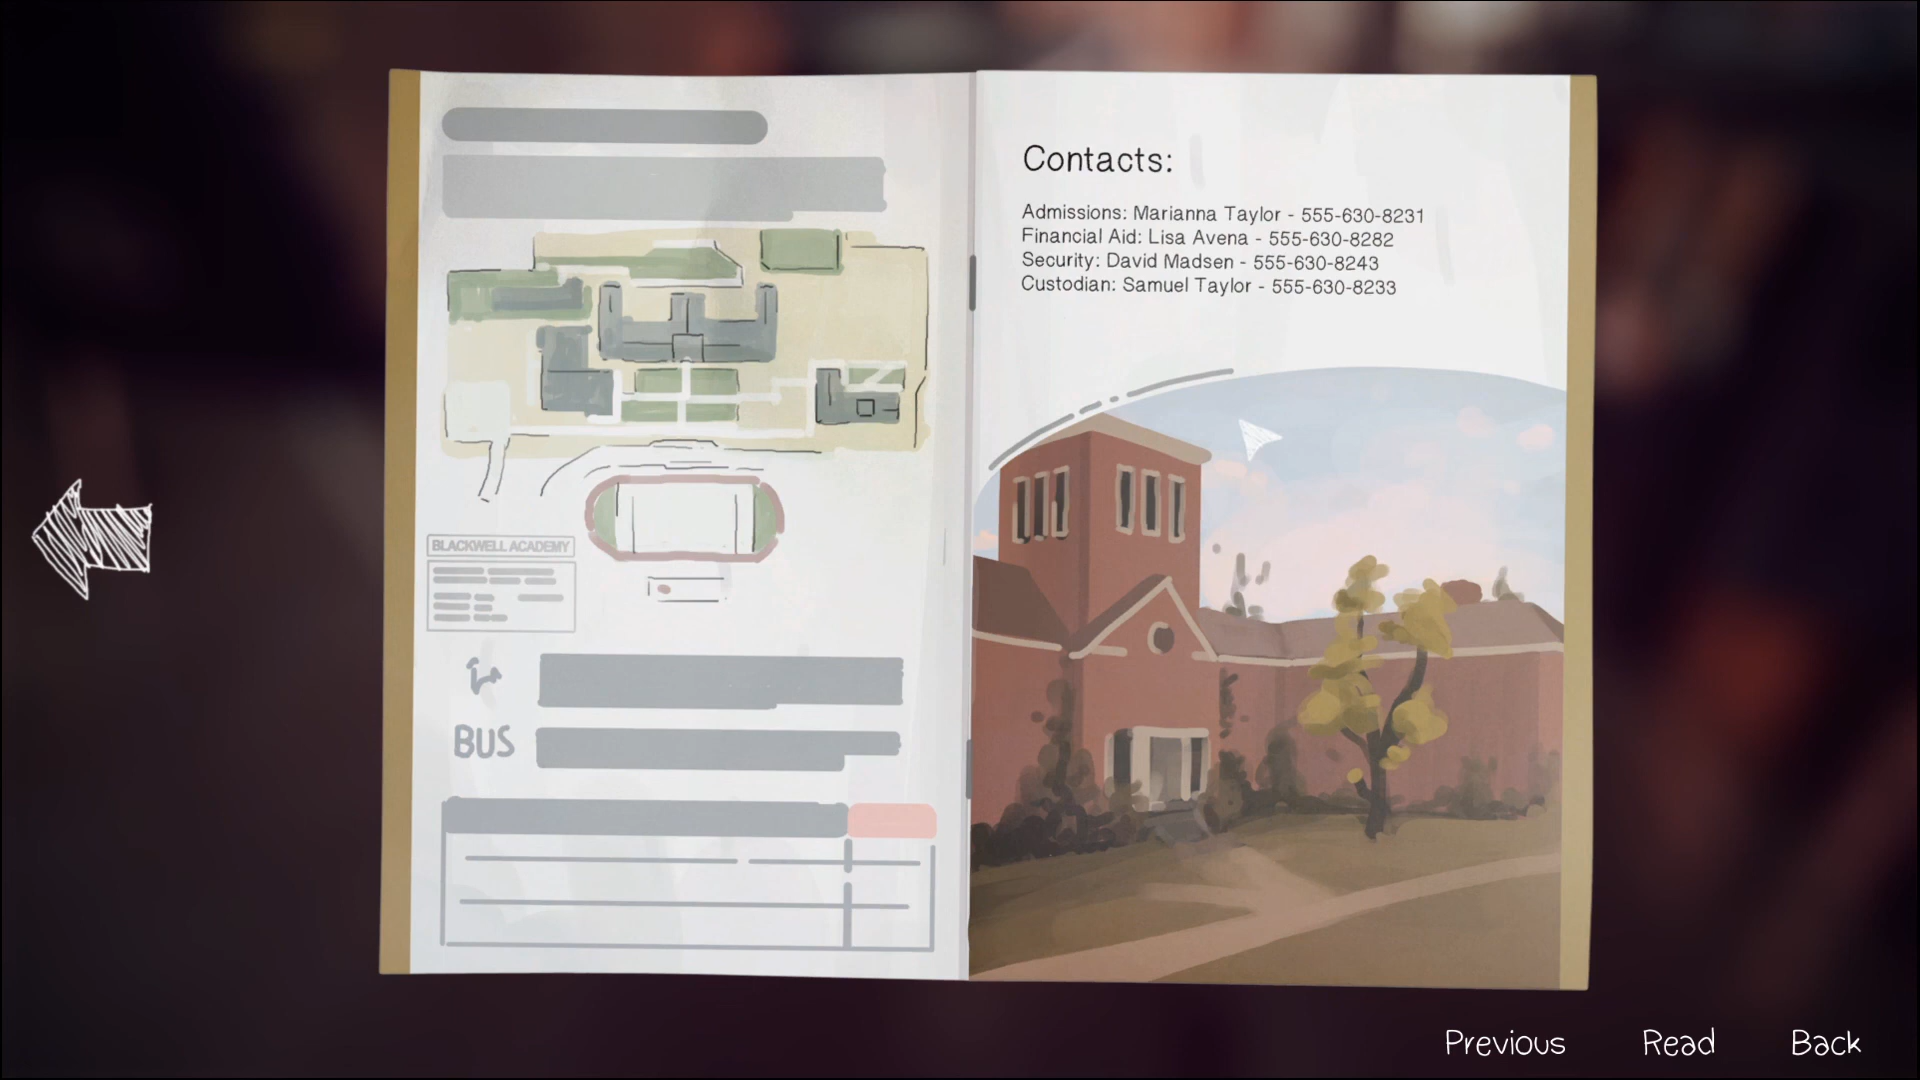 BLACKWELL ACADEMY
BUS
Contacts:
Admissions: Marianna Taylor - 555-630-8231
Financial Aid: Lisa Avena - 555-630-8282
Security: David Madsen - 555-630-8243
Custodian: Samuel Taylor - 555-630-8233
Previous
Read
Back